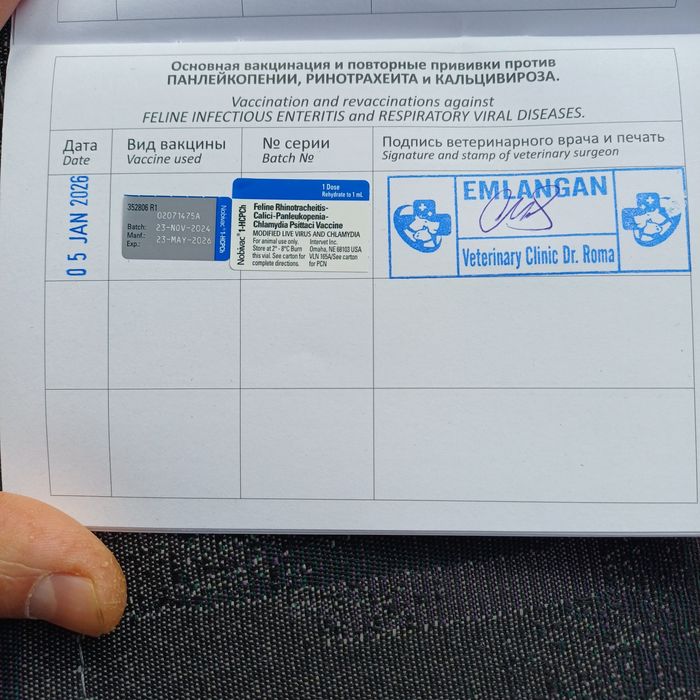 Основная вакцинация и повторные прививки против
ПАНЛЕЙКОПЕНИИ, РИНОТРАХЕИТА и КАЛЬЦИВИРОЗА.
Vaccination and revaccinations against
FELINE INFECTIOUS ENTERITIS and RESPIRATORY VIRAL DISEASES.
Дата
Date
Вид вакцины
Vaccine used
№ серии
Batch №
Подпись ветеринарного врача и печать
Signature and stamp of veterinary surgeon
05 JAN 2026
352806 R1
02071475A
Batch: 23-NOV-2024
Manf.: 23-MAY-2026
Exp.:
Nobivac® 1-HCPCh
1 Dose
Rehydrate to 1 mL
Nobivac® 1-HCPCh
Feline Rhinotracheitis-
Calici-Panleukopenia-
Chlamydia Psittaci Vaccine
MODIFIED LIVE VIRUS AND CHLAMYDIA
For animal use only.
Store at 2° - 8°C Burn
this vial. See carton for
complete directions.
Intervet Inc.
Omaha, NE 68103 USA
VLN 165A/See carton
for PCN
EMLANGAN
Veterinary Clinic Dr. Roma